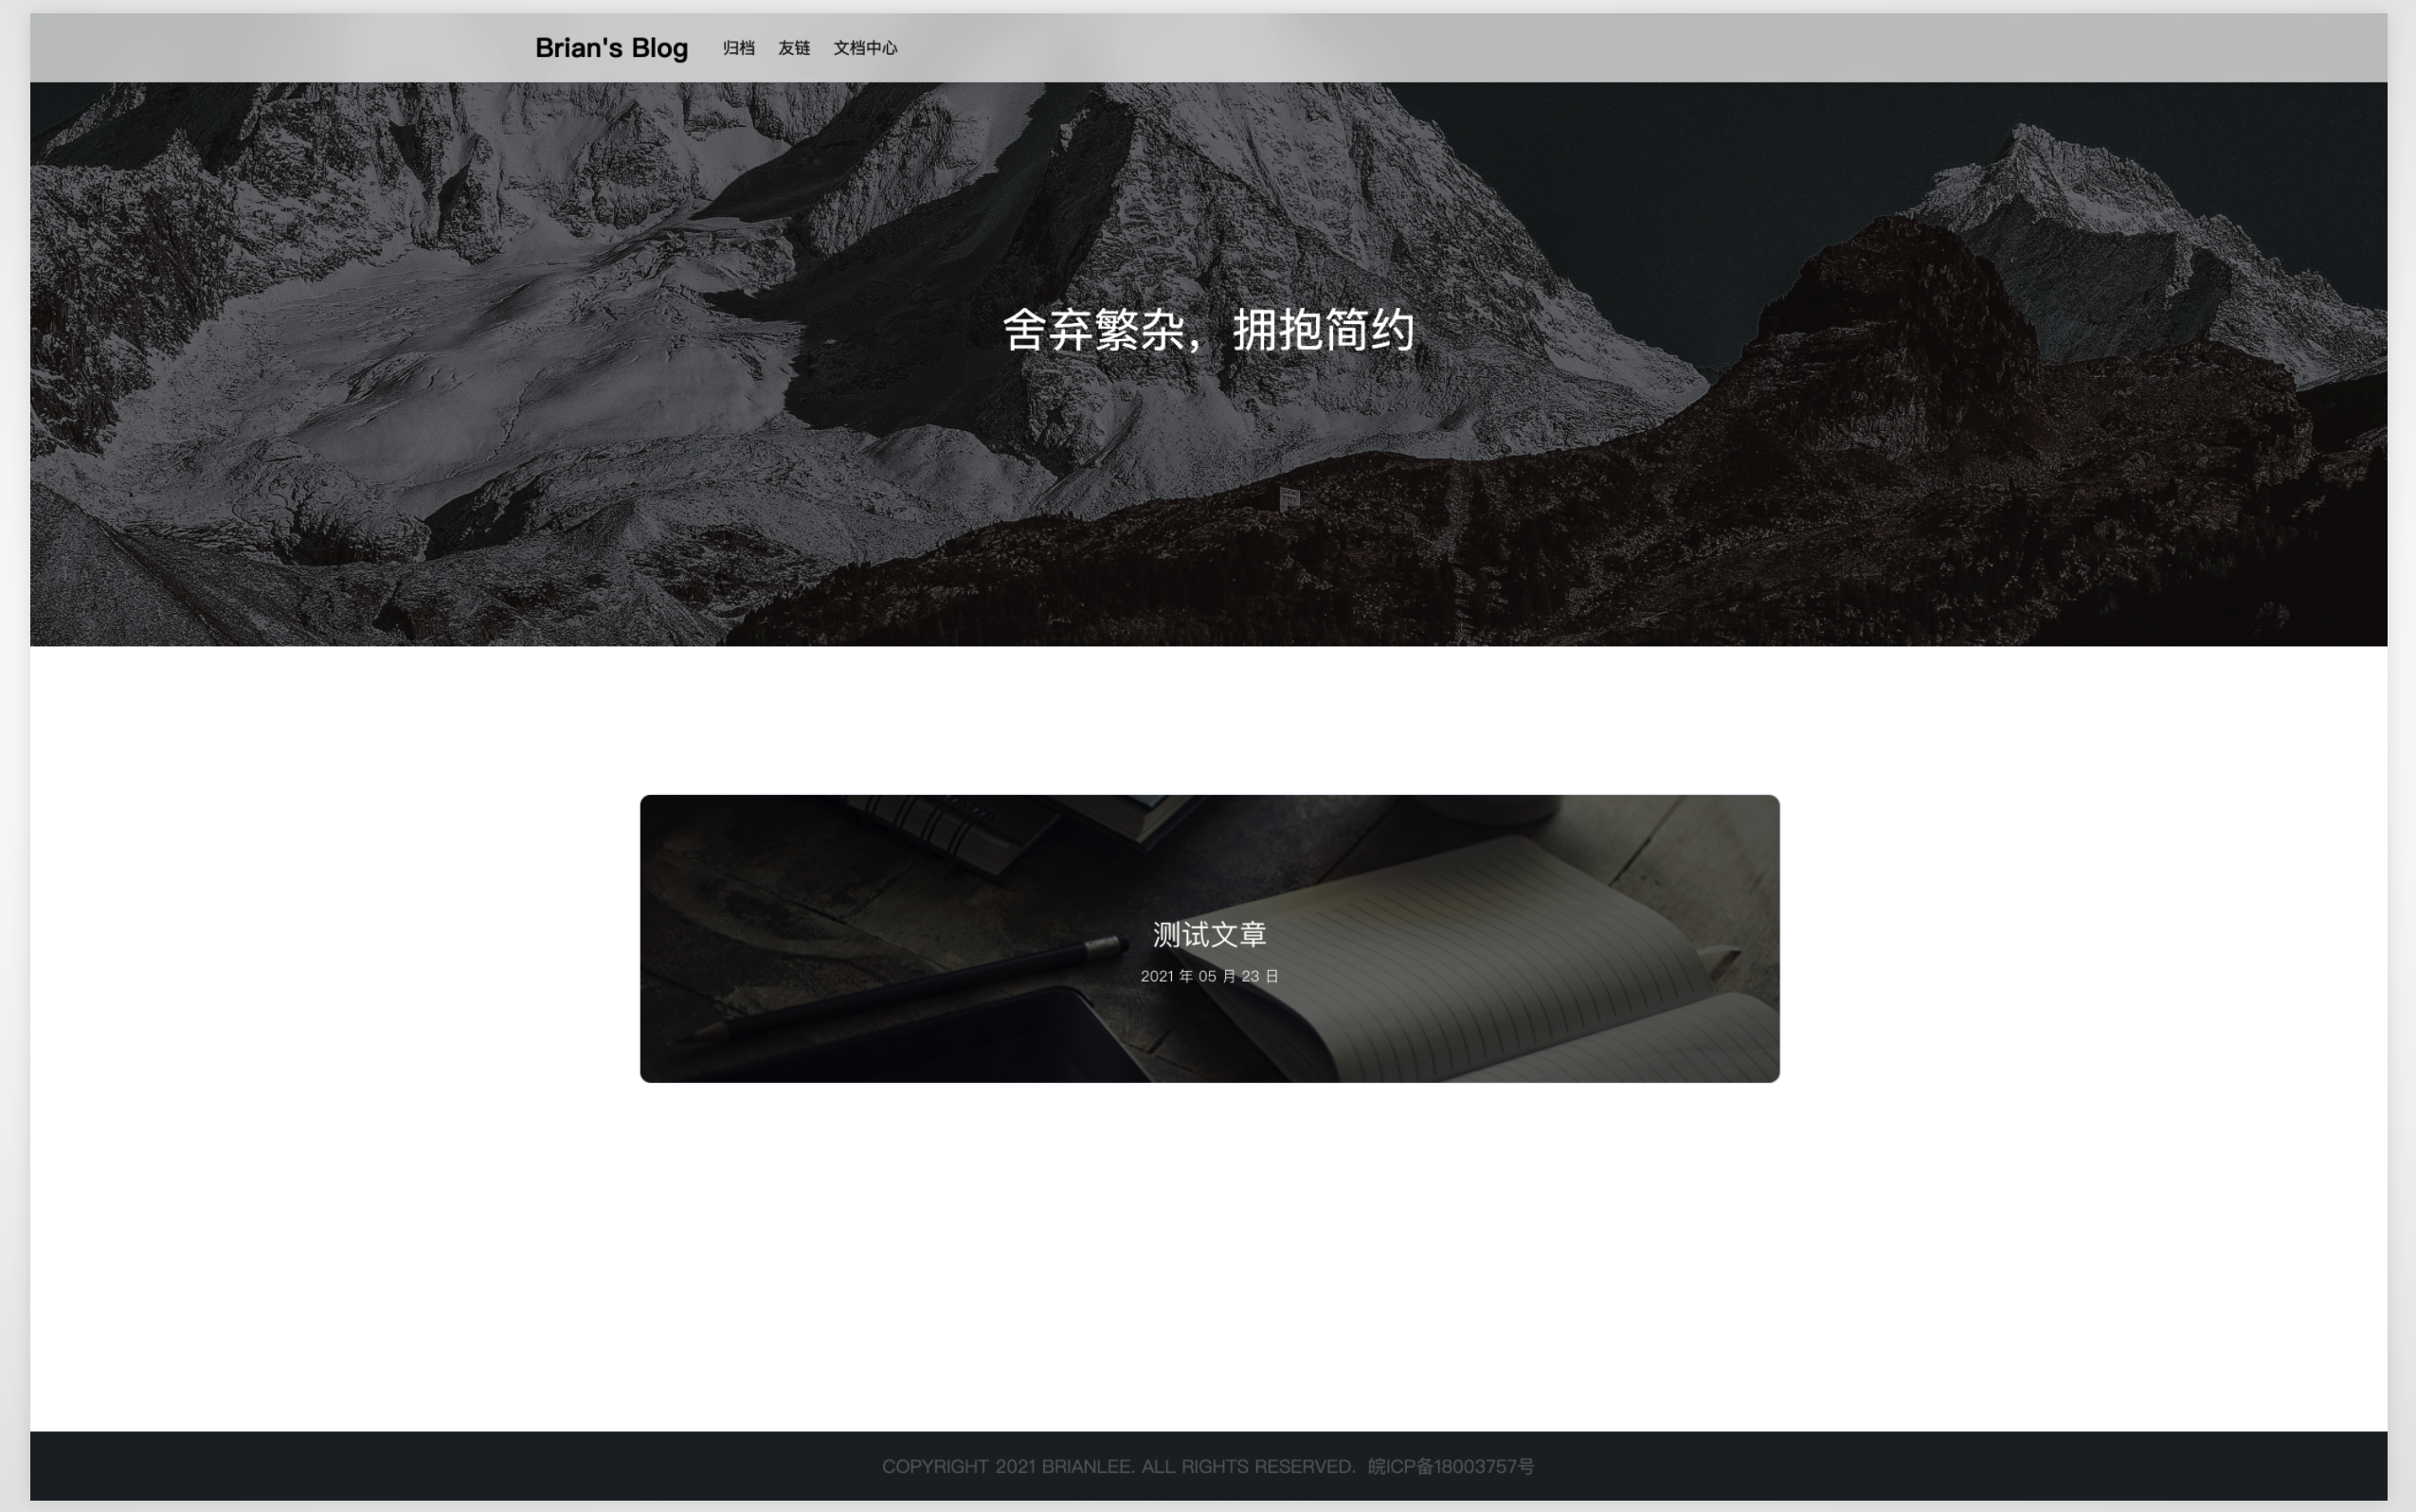 Brian's Blog 归档 友链 文档中心
舍弃繁杂，拥抱简约
测试文章
2021 年 05 月 23 日
COPYRIGHT 2021 BRIANLEE. ALL RIGHTS RESERVED. 皖ICP备18003757号